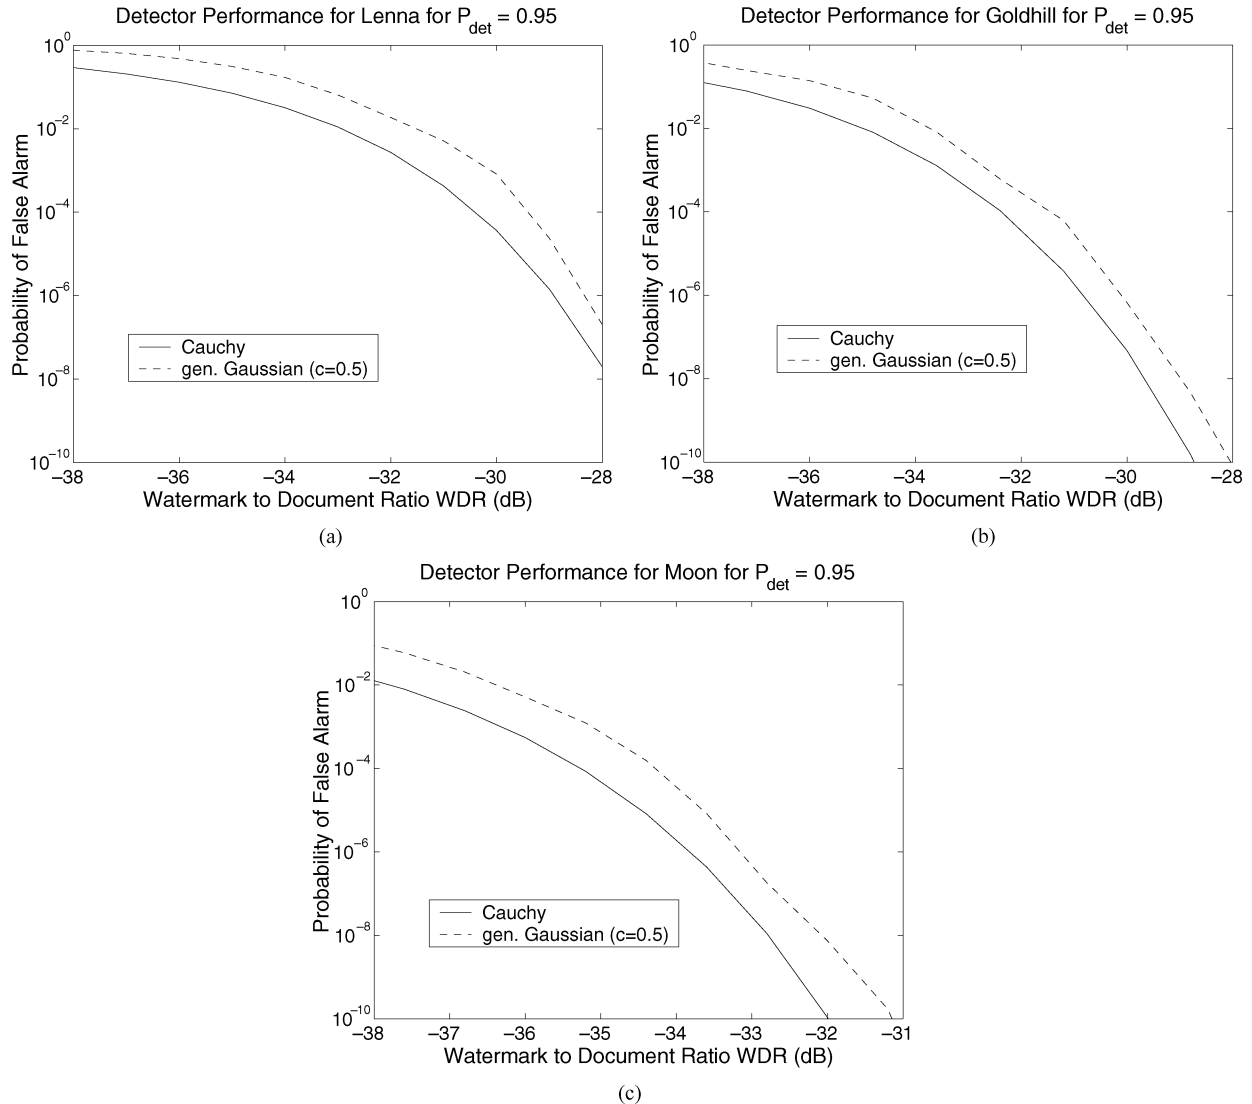 Detector Performance for Lenna for P_det = 0.95
Probability of False Alarm
10^0
10^−2
10^−4
10^−6
10^−8
10^−10
Cauchy
gen. Gaussian (c=0.5)
−38 −36 −34 −32 −30 −28
Watermark to Document Ratio WDR (dB)
(a)
Detector Performance for Goldhill for P_det = 0.95
Probability of False Alarm
10^0
10^−2
10^−4
10^−6
10^−8
10^−10
Cauchy
gen. Gaussian (c=0.5)
−38 −36 −34 −32 −30 −28
Watermark to Document Ratio WDR (dB)
(b)
Detector Performance for Moon for P_det = 0.95
Probability of False Alarm
10^0
10^−2
10^−4
10^−6
10^−8
10^−10
Cauchy
gen. Gaussian (c=0.5)
−38 −37 −36 −35 −34 −33 −32 −31
Watermark to Document Ratio WDR (dB)
(c)